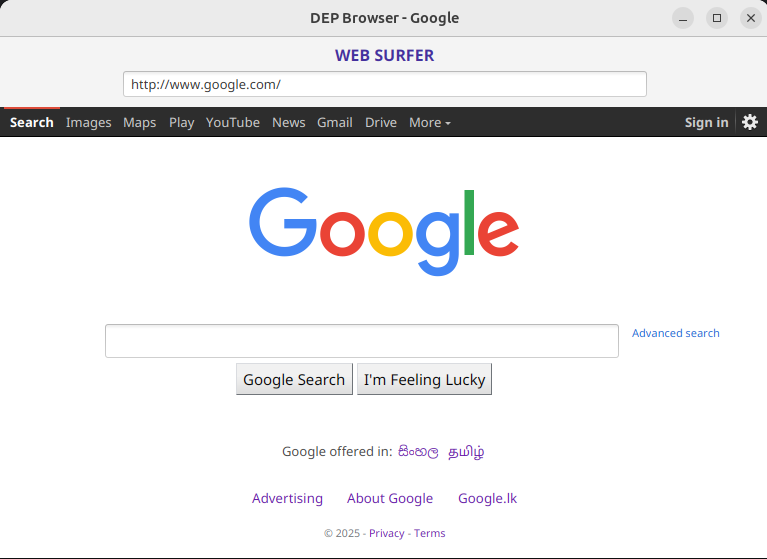 DEP Browser - Google
WEB SURFER
http://www.google.com/
Search Images Maps Play YouTube News Gmail Drive More Sign in
Google
Advanced search
Google Search I'm Feeling Lucky
Google offered in: සිංහල தமிழ்
Advertising About Google Google.lk
© 2025 - Privacy - Terms